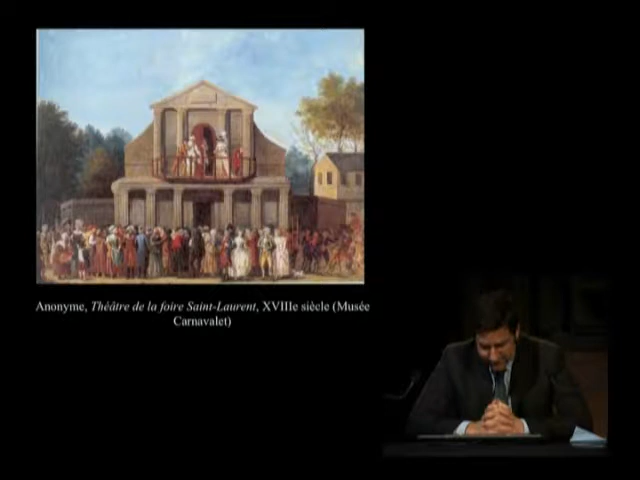 Anonyme, Théâtre de la foire Saint-Laurent, XVIIIe siècle (Musée
Carnavalet)